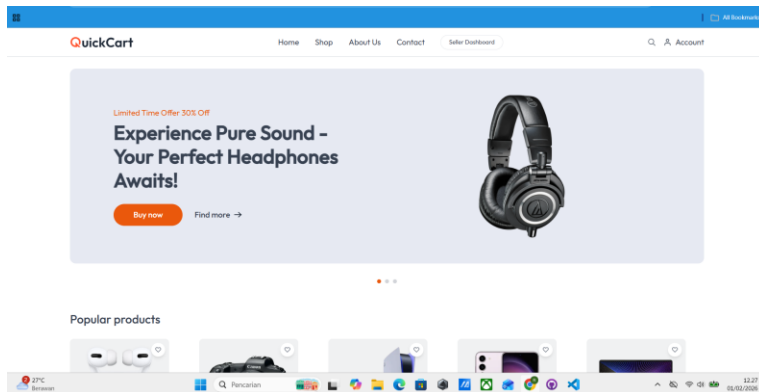 All Bookmarks
QuickCart
Home Shop About Us Contact Seller Dashboard Account
Limited Time Offer 30% Off
Experience Pure Sound -
Your Perfect Headphones
Awaits!
Buy now Find more →
Popular products
2 27°C
Berawan
Pencarian
12.27
01/02/2026